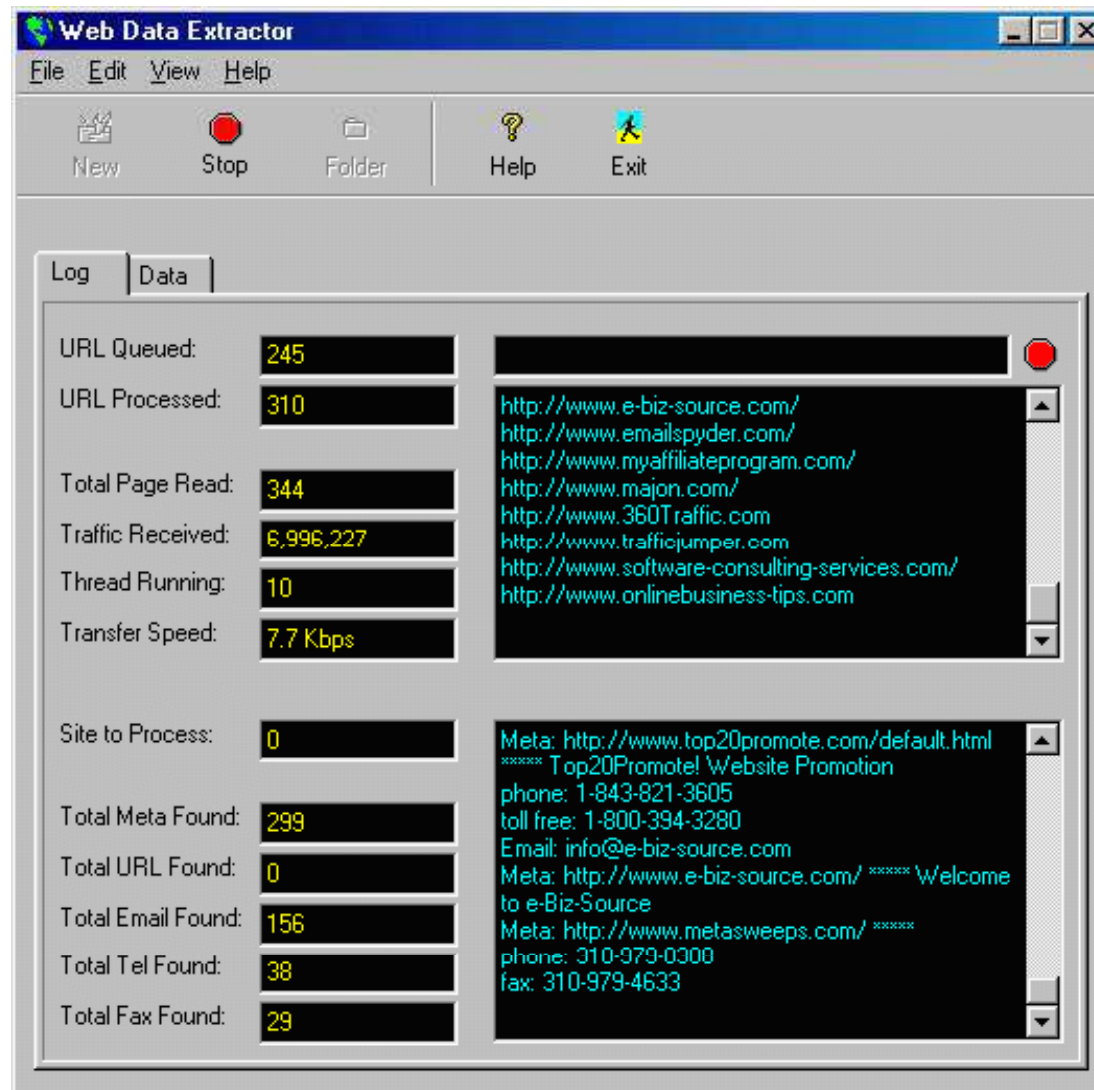 Web Data Extractor
File Edit View Help
New Stop Folder Help Exit
Log Data
URL Queued: 245
URL Processed: 310
Total Page Read: 344
Traffic Received: 6,996,227
Thread Running: 10
Transfer Speed: 7.7 Kbps
http://www.e-biz-source.com/
http://www.emailspyder.com/
http://www.myaffiliateprogram.com/
http://www.majon.com/
http://www.360Traffic.com
http://www.trafficjumper.com
http://www.software-consulting-services.com/
http://www.onlinebusiness-tips.com
Site to Process: 0
Total Meta Found: 299
Total URL Found: 0
Total Email Found: 156
Total Tel Found: 38
Total Fax Found: 29
Meta: http://www.top20promote.com/default.html
***** Top20Promote! Website Promotion
phone: 1-843-821-3605
toll free: 1-800-394-3280
Email: info@e-biz-source.com
Meta: http://www.e-biz-source.com/ ***** Welcome
to e-Biz-Source
Meta: http://www.metasweeps.com/ *****
phone: 310-979-0300
fax: 310-979-4633